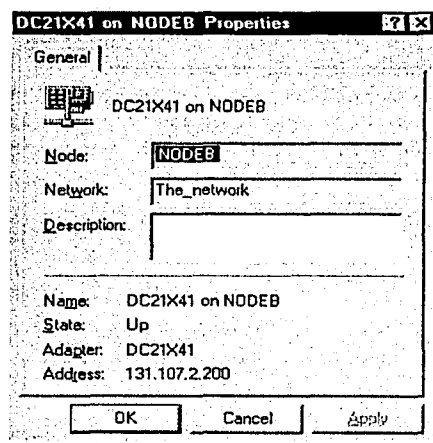 DC21X41 on NODEB Properties ? X
General
DC21X41 on NODEB
Node: NODEB
Network: The_network
Description:
Name: DC21X41 on NODEB
State: Up
Adapter: DC21X41
Address: 131.107.2.200
OK Cancel Apply